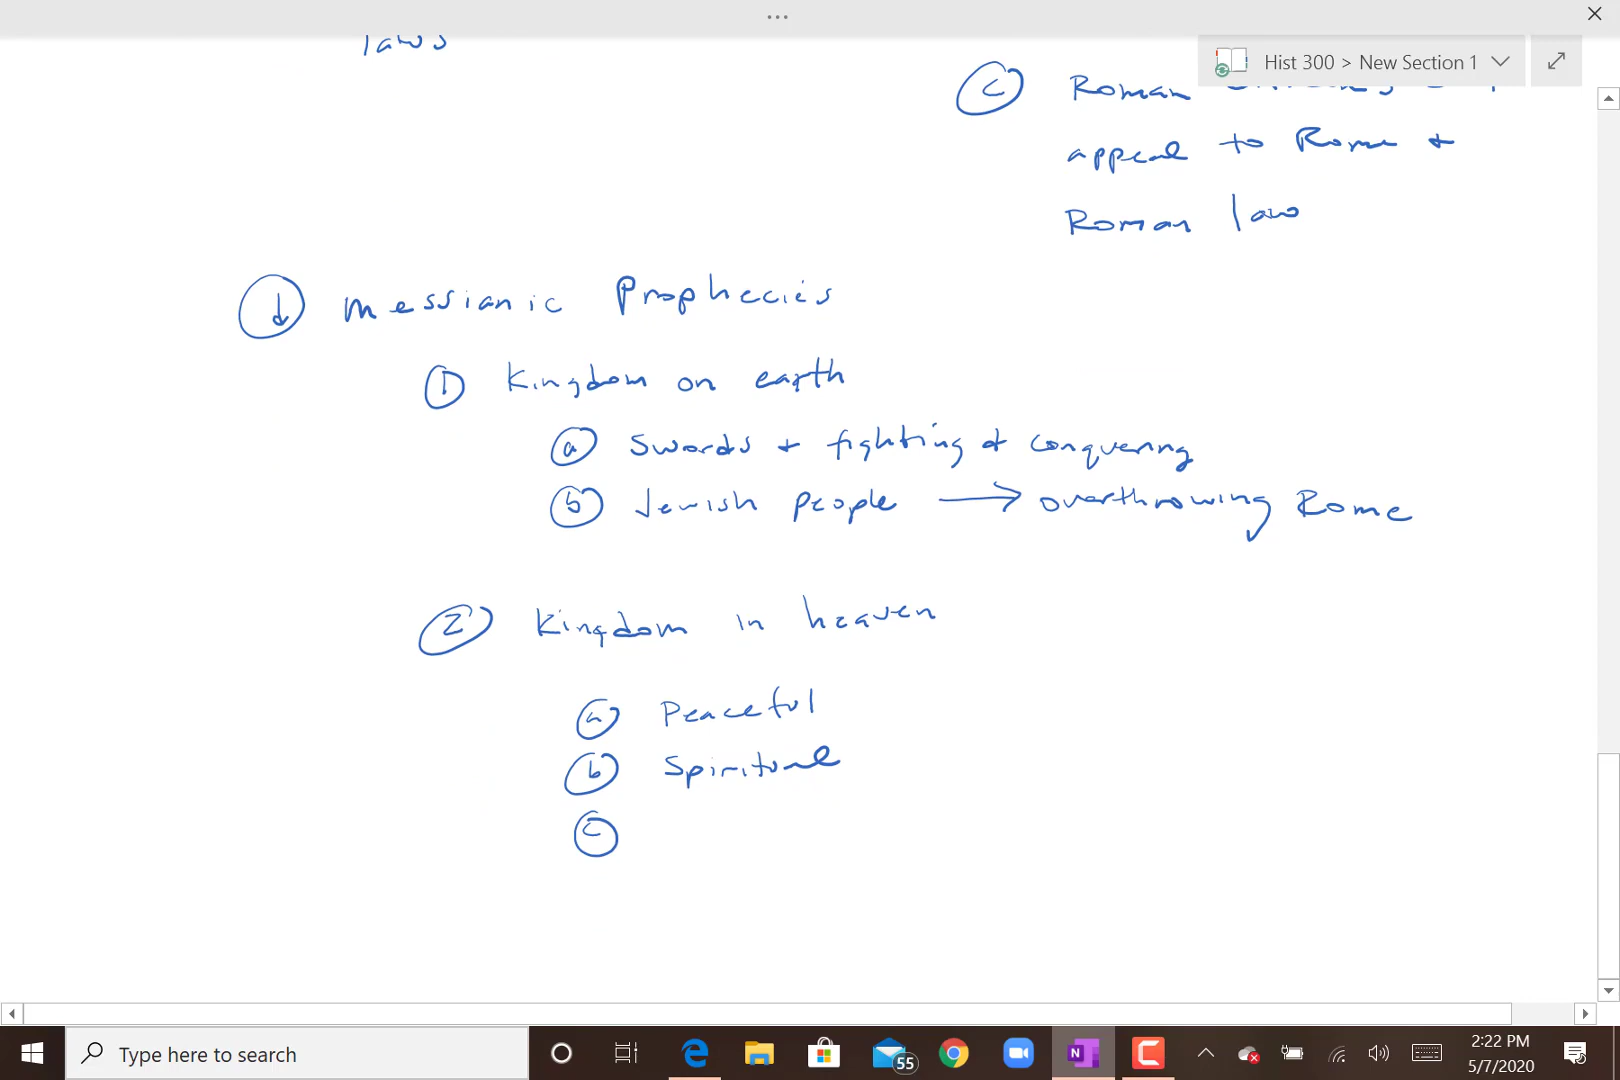 laws
Hist 300 > New Section 1
c Roman
appeal to Rome +
Roman law
↓ Messianic Prophecies
1 Kingdom on earth
a Swords + fighting & conquering
b Jewish people → overthrowing Rome
2 Kingdom in heaven
a Peaceful
b Spiritual
c
Type here to search
55
2:22 PM
5/7/2020